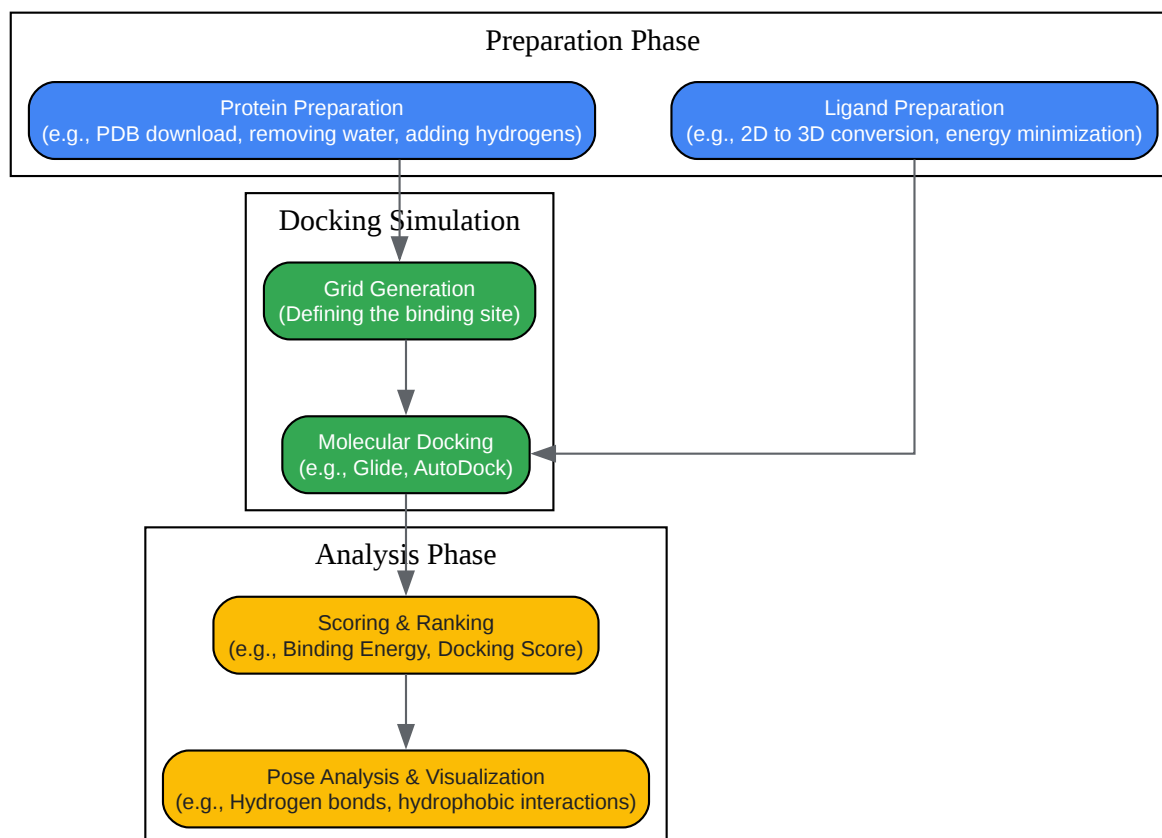 Preparation Phase
Protein Preparation
(e.g., PDB download, removing water, adding hydrogens)
Ligand Preparation
(e.g., 2D to 3D conversion, energy minimization)
Docking Simulation
Grid Generation
(Defining the binding site)
Molecular Docking
(e.g., Glide, AutoDock)
Analysis Phase
Scoring & Ranking
(e.g., Binding Energy, Docking Score)
Pose Analysis & Visualization
(e.g., Hydrogen bonds, hydrophobic interactions)